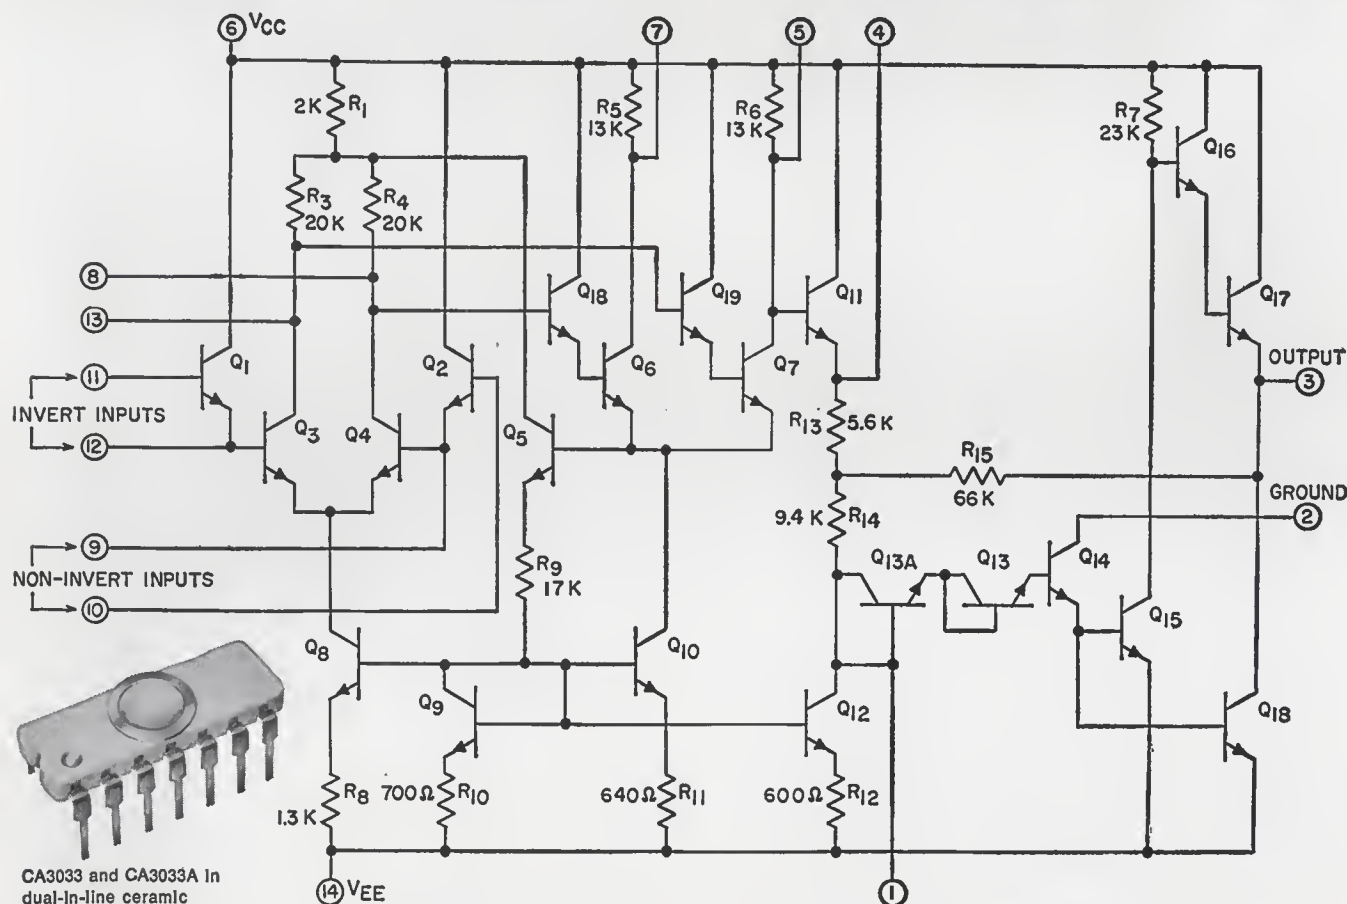 6 VCC
7
5
4
2K R1
R5 13K
R6 13K
R7 23K
Q16
R3 20K
R4 20K
8
13
Q18
Q19
Q11
Q17
11
Q1
Q2
Q6
Q7
OUTPUT
3
INVERT INPUTS
12
Q3
Q4
Q5
R13 5.6K
R15 66K
GROUND
2
9.4K R14
9
NON-INVERT INPUTS
10
R9 17K
Q13A
Q13
Q14
Q15
Q8
Q10
Q9
Q12
Q18
R8 1.3K
700Ω R10
640Ω R11
600Ω R12
CA3033 and CA3033A in
dual-in-line ceramic
14 VEE
1